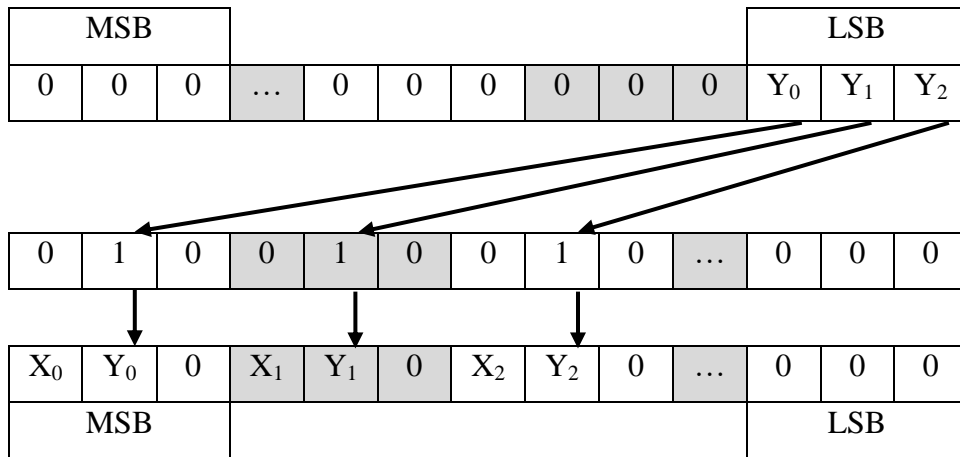 MSB LSB
0 0 0 … 0 0 0 0 0 0 Y₀ Y₁ Y₂
0 1 0 0 1 0 0 1 0 … 0 0 0
X₀ Y₀ 0 X₁ Y₁ 0 X₂ Y₂ 0 … 0 0 0
MSB LSB